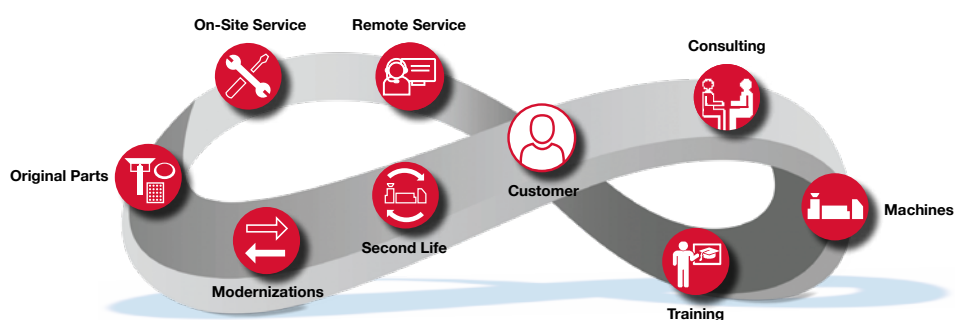 On-Site Service
Remote Service
Consulting
Original Parts
Customer
Machines
Second Life
Modernizations
Training